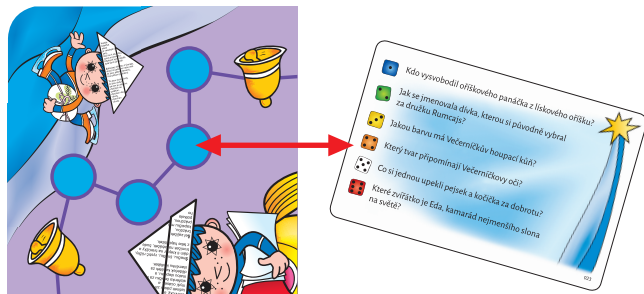 Kdo vysvobodil oříškového panáčka z lískového oříšku?
Jak se jmenovala dívka, kterou si původně vybral
za družku Rumcajs?
Jakou barvu má Večerníčkův houpací kůň?
Který tvar připomínají Večerníčkovy oči?
Co si jednou upekli pejsek a kočička za dobrotu?
Které zvířátko je Eda, kamarád nejmenšího slona
na světě?
023